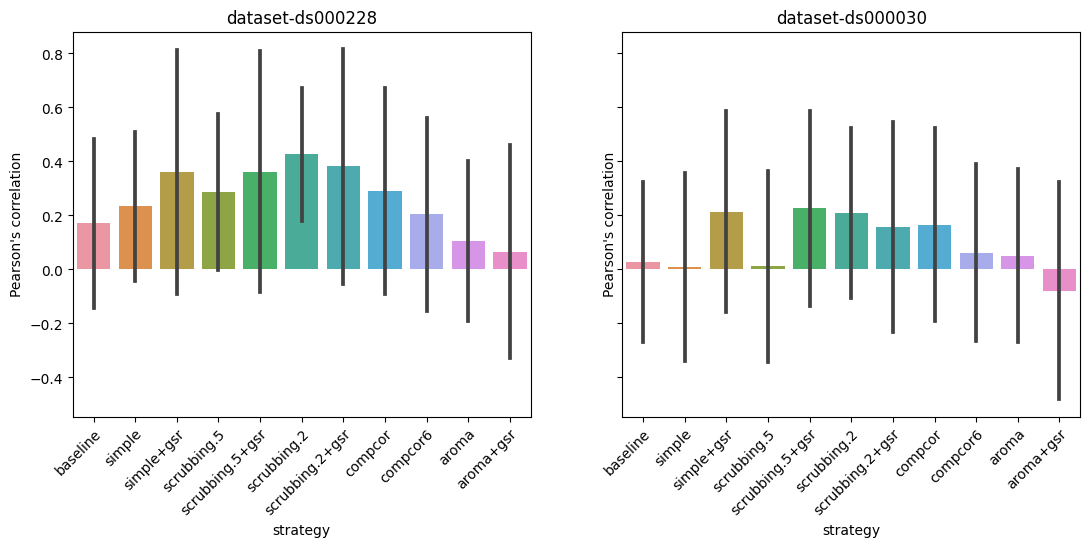 dataset-ds000228
dataset-ds000030
Pearson's correlation
0.8
0.6
0.4
0.2
0.0
−0.2
−0.4
baseline
simple
simple+gsr
scrubbing.5
scrubbing.5+gsr
scrubbing.2
scrubbing.2+gsr
compcor
compcor6
aroma
aroma+gsr
strategy
Pearson's correlation
baseline
simple
simple+gsr
scrubbing.5
scrubbing.5+gsr
scrubbing.2
scrubbing.2+gsr
compcor
compcor6
aroma
aroma+gsr
strategy